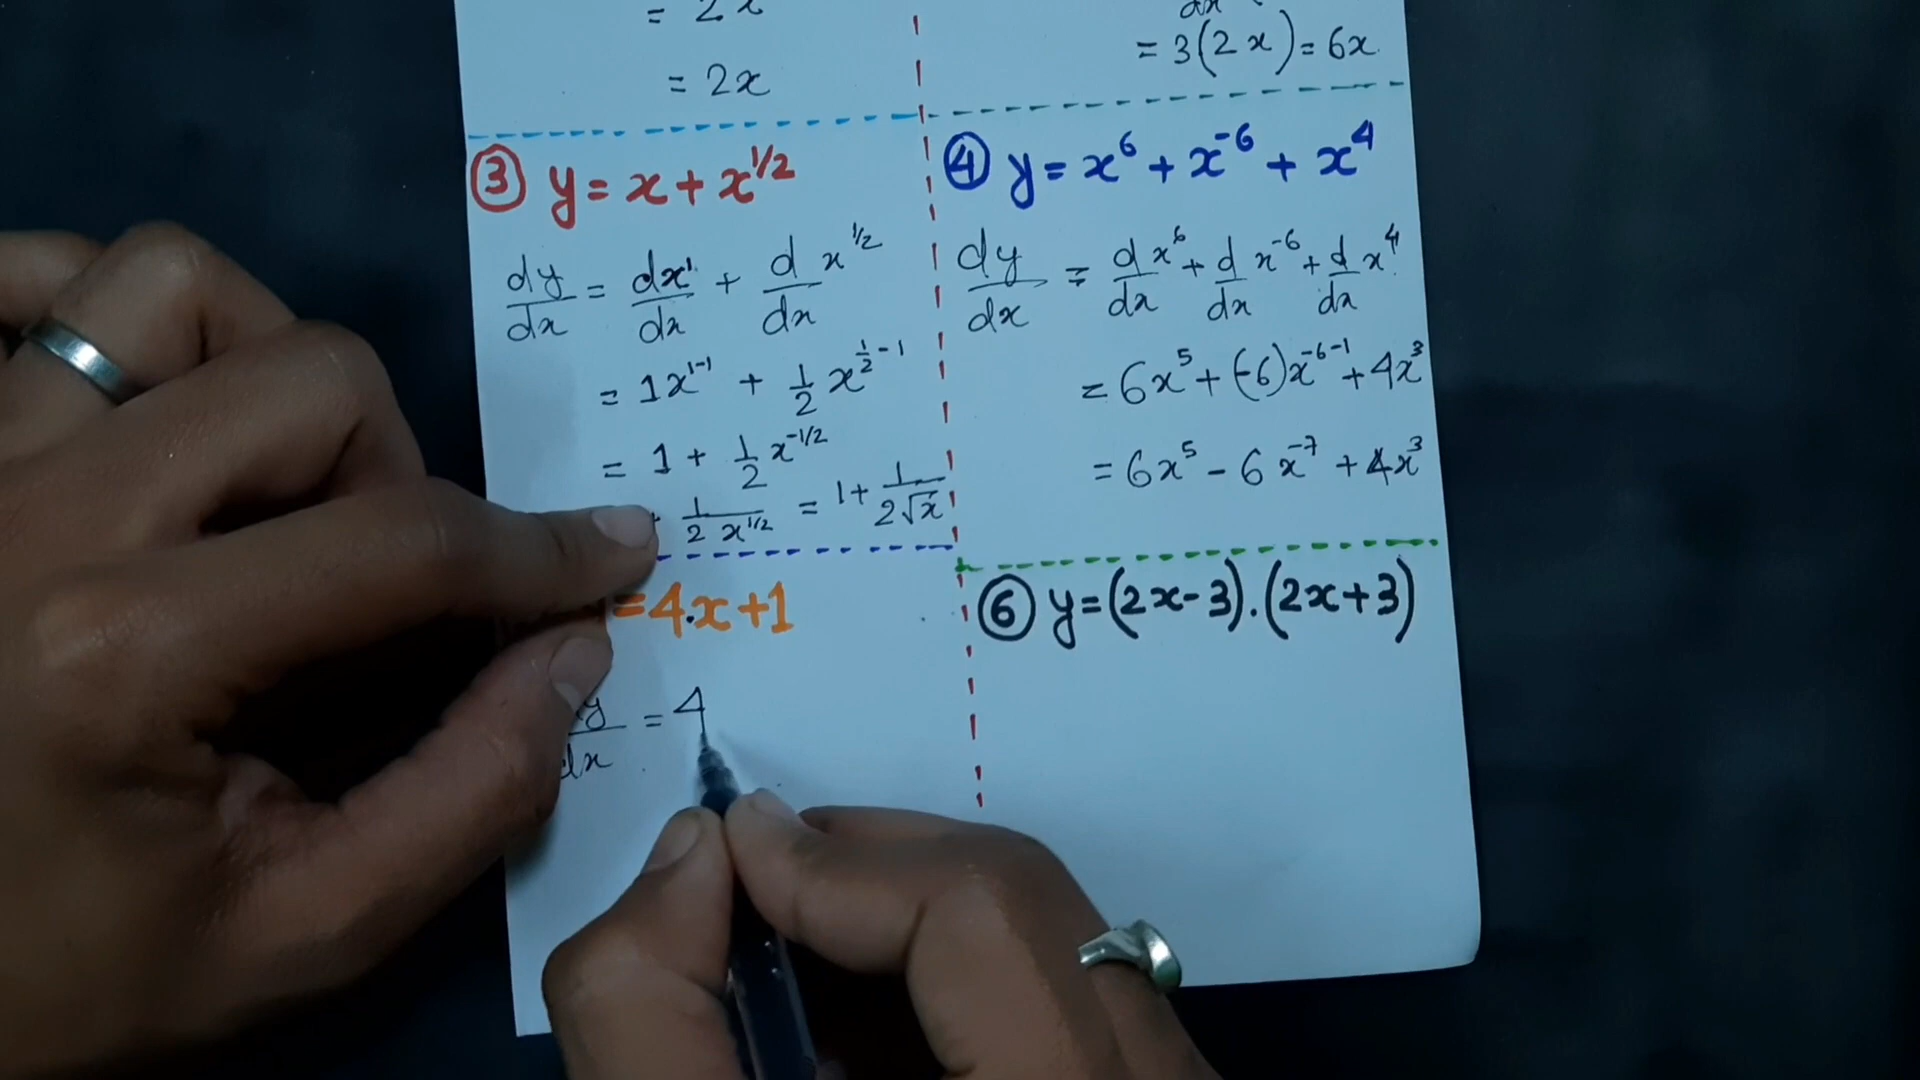 = 2x
= 2x
dx
= 3(2x) = 6x
③ y = x + x^1/2
dy/dx = dx^1/dx + d/dx x^1/2
= 1x^1-1 + 1/2 x^1/2-1
= 1 + 1/2 x^-1/2
+ 1/2x^1/2 = 1 + 1/2√x
④ y = x^6 + x^-6 + x^4
dy/dx = d/dx x^6 + d/dx x^-6 + d/dx x^4
= 6x^5 + (-6)x^-6-1 + 4x^3
= 6x^5 - 6x^-7 + 4x^3
= 4.x + 1
y/dx = 4
⑥ y = (2x-3).(2x+3)